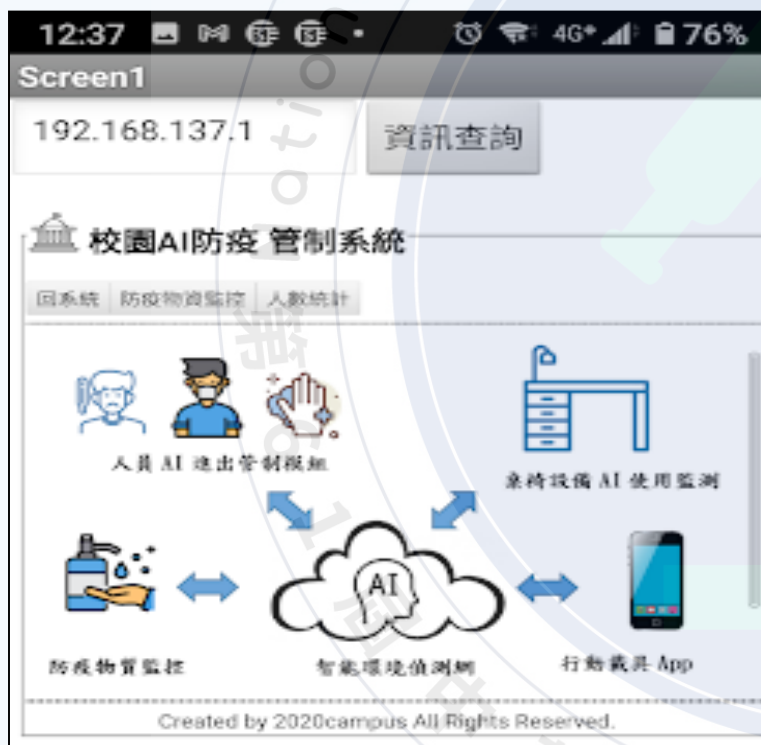 12:37 4G+ 76%
Screen1
192.168.137.1 資訊查詢
校園AI防疫 管制系統
回系統 防疫物資監控 人數統計
人員 AI 進出管制模組
桌椅設備 AI 使用監測
AI
防疫物質監控 智能環境偵測網 行動載具 App
Created by 2020campus All Rights Reserved.